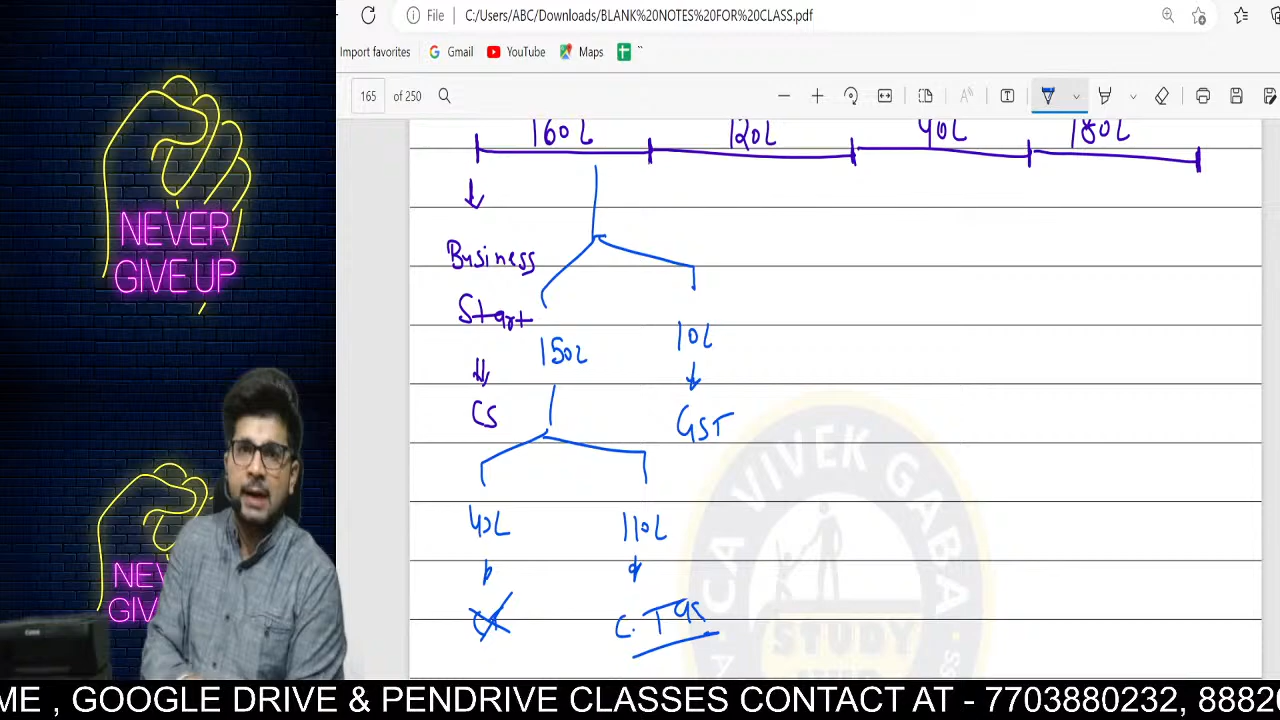 File C:/Users/ABC/Downloads/BLANK%20NOTES%20FOR%20CLASS.pdf
Import favorites Gmail YouTube Maps
165 of 250
160L 120L 40L 180L
Business
Start
150L
10L
CS
GST
40L
110L
NEVER
GIVE UP
NE
GIV
ME , GOOGLE DRIVE & PENDRIVE CLASSES CONTACT AT - 7703880232, 8882